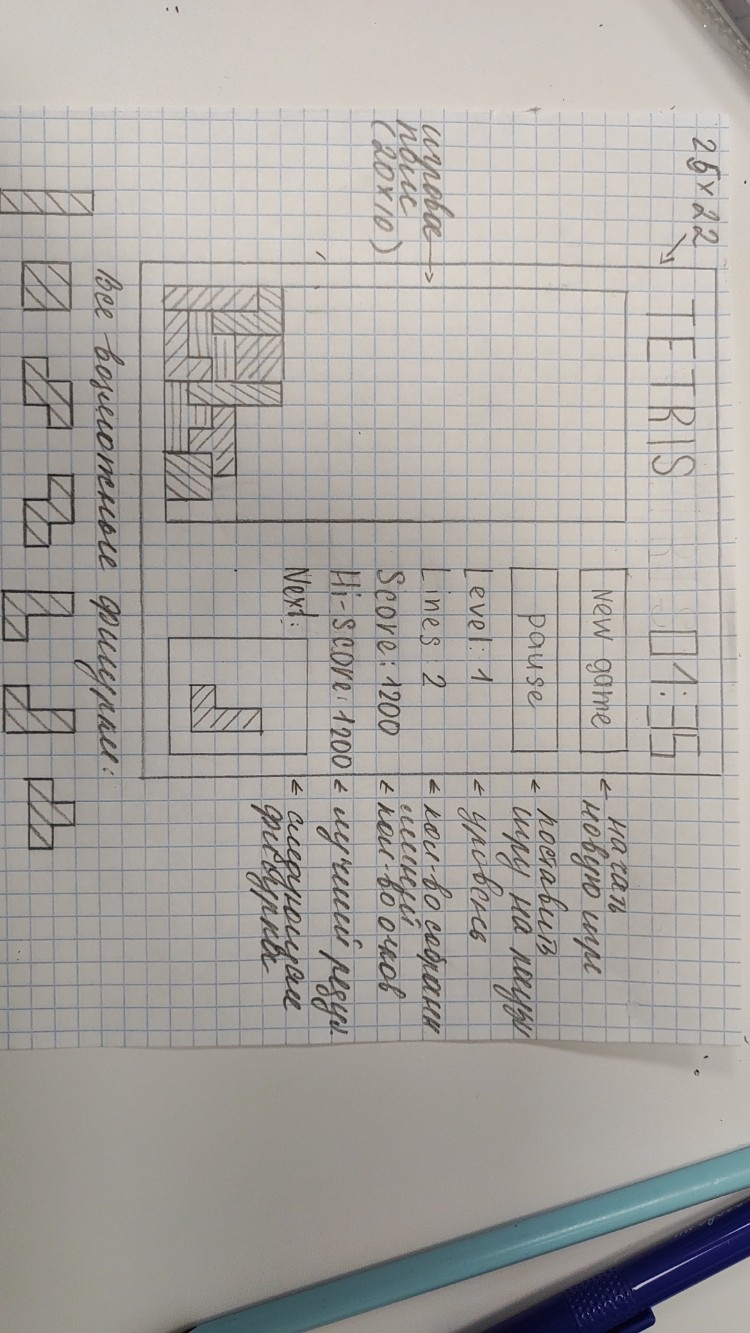 25×22
TETRIS 01:35
New game
← начать
новую игру
pause
← поставить
игру на паузу
Level: 1 ← уровень
Lines: 2 ← кол-во собранн
линий
игровое
поле
(20×10)
Score: 1200 ← кол-во очков
Hi-score: 1200 ← лучший резул.
Next: ← следующая
фигурка
Все возможные фигурки: